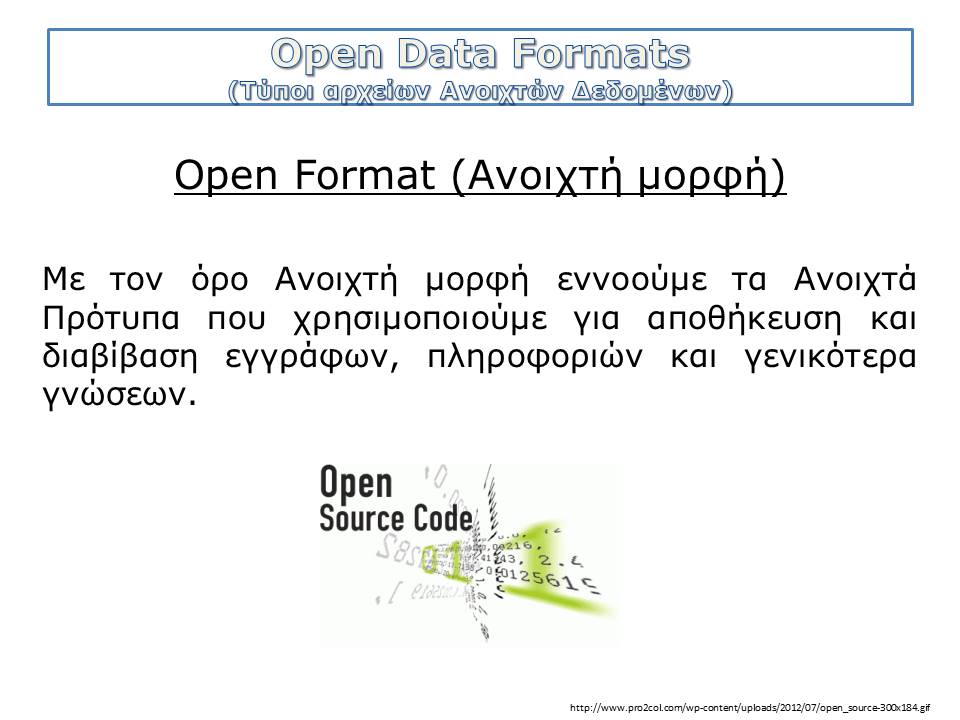 Open Data Formats
(Τύποι αρχείων Ανοιχτών Δεδομένων)
Open Format (Ανοιχτή μορφή)
Με τον όρο Ανοιχτή μορφή εννοούμε τα Ανοιχτά
Πρότυπα που χρησιμοποιούμε για αποθήκευση και
διαβίβαση εγγράφων, πληροφοριών και γενικότερα
γνώσεων.
Open
Source Code
http://www.pro2col.com/wp-content/uploads/2012/07/open_source-300x184.gif